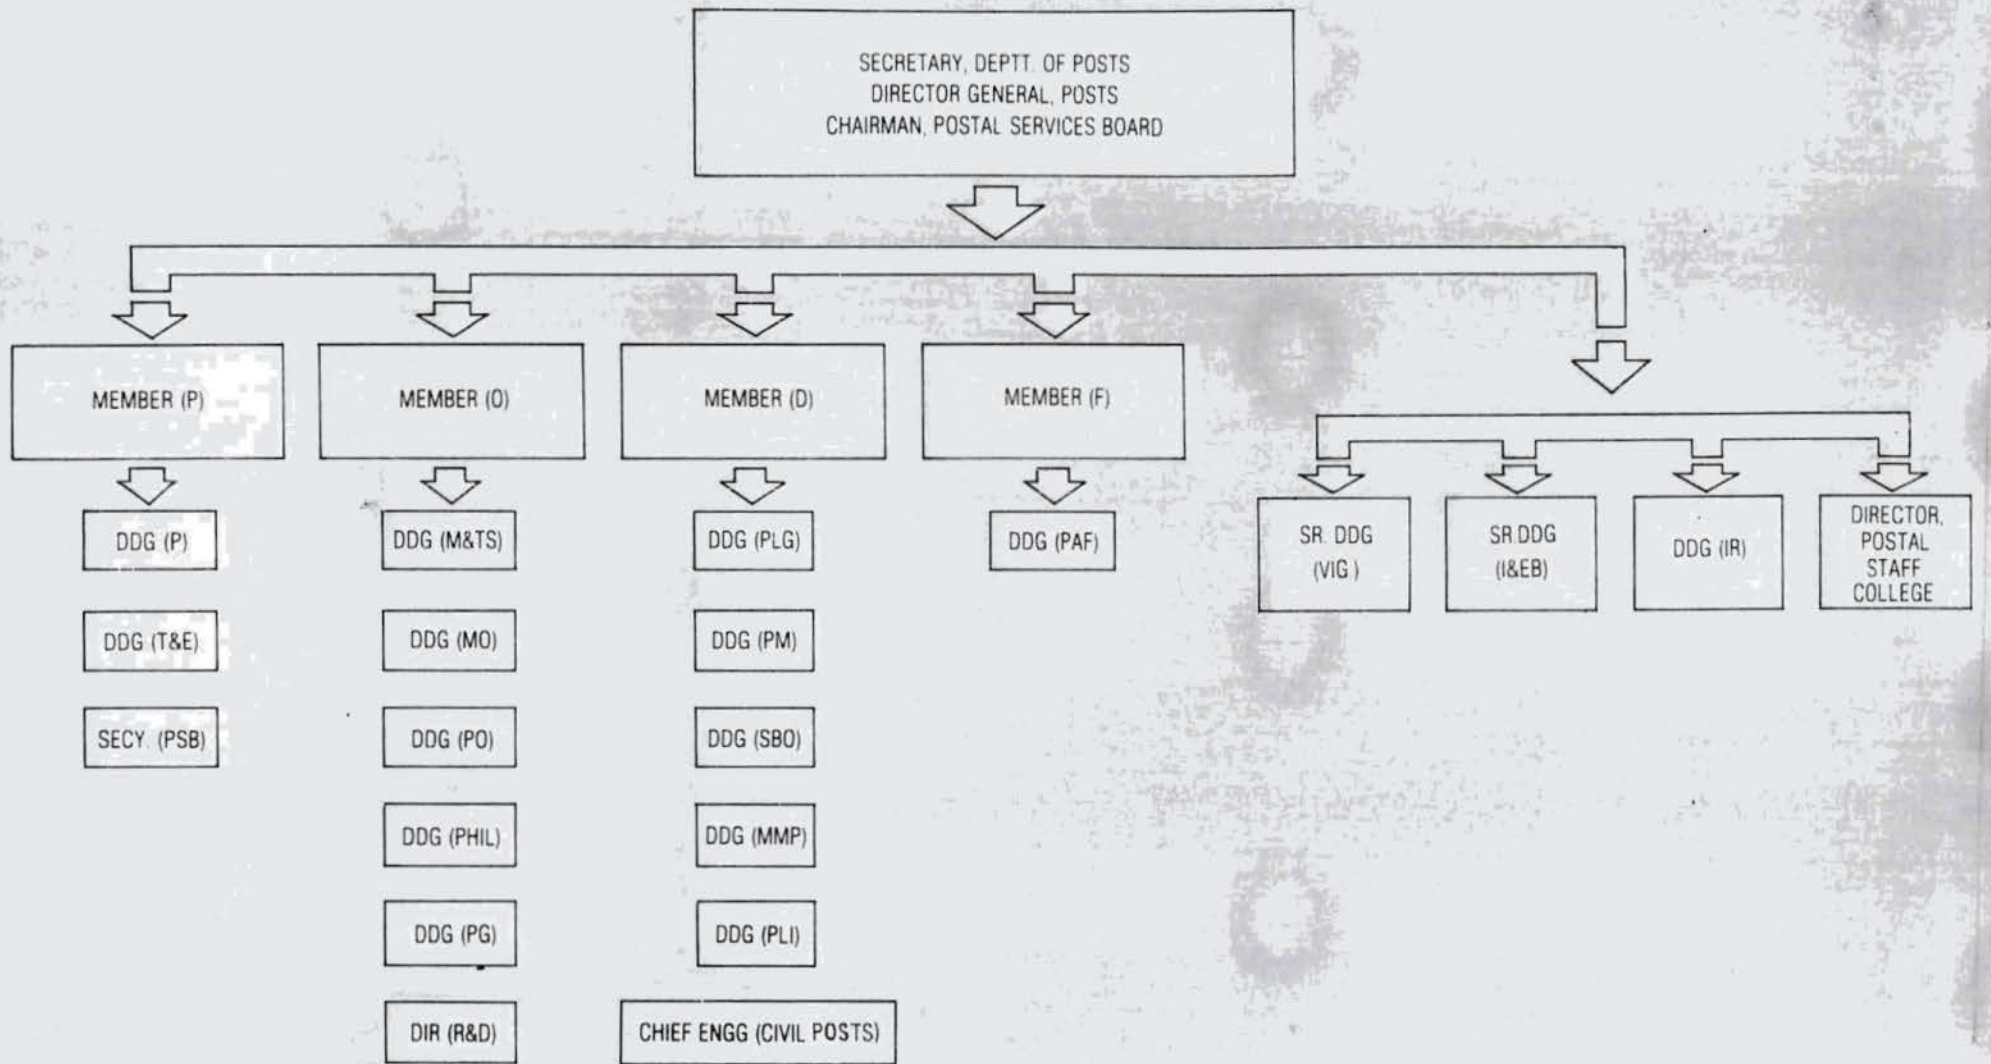 SECRETARY, DEPTT. OF POSTS
DIRECTOR GENERAL, POSTS
CHAIRMAN, POSTAL SERVICES BOARD
MEMBER (P)
DDG (P)
DDG (T&E)
SECY. (PSB)
MEMBER (O)
DDG (M&TS)
DDG (MO)
DDG (PO)
DDG (PHIL)
DDG (PG)
DIR (R&D)
MEMBER (D)
DDG (PLG)
DDG (PM)
DDG (SBO)
DDG (MMP)
DDG (PLI)
CHIEF ENGG (CIVIL POSTS)
MEMBER (F)
DDG (PAF)
SR. DDG
(VIG)
SR.DDG
(I&EB)
DDG (IR)
DIRECTOR,
POSTAL
STAFF
COLLEGE